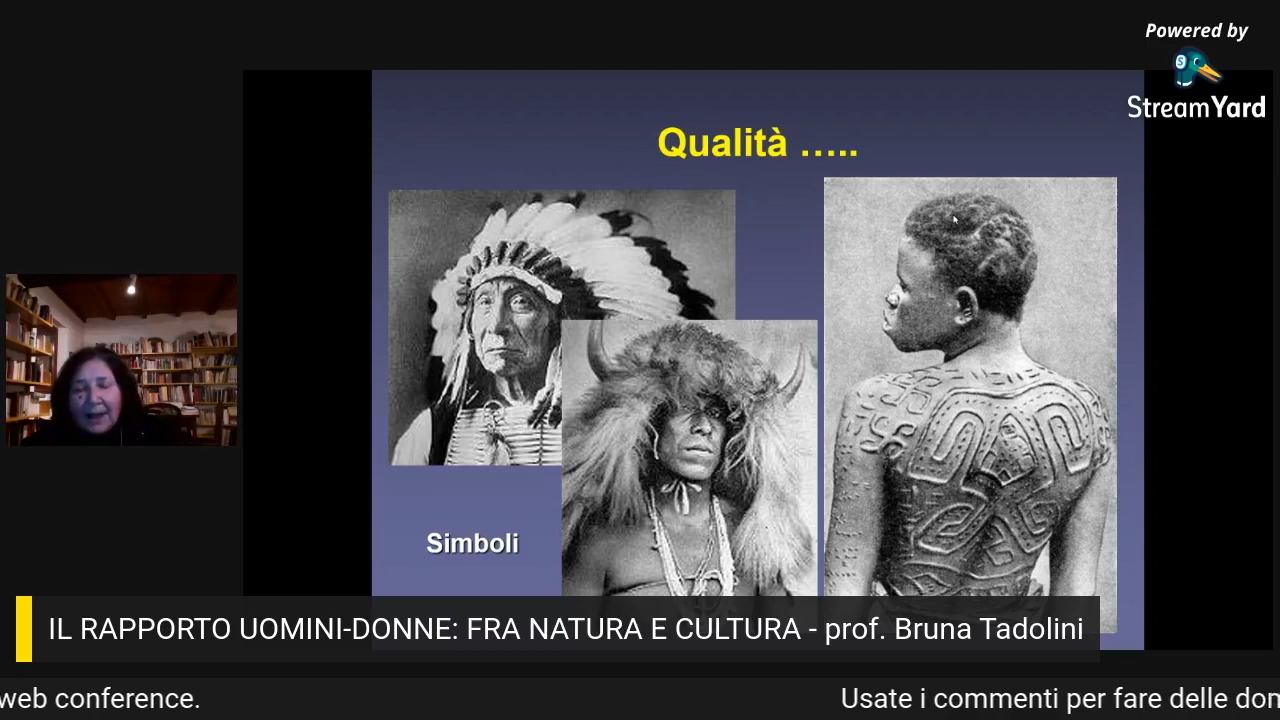 Powered by
StreamYard
Qualità .....
Simboli
IL RAPPORTO UOMINI-DONNE: FRA NATURA E CULTURA - prof. Bruna Tadolini
web conference.
Usate i commenti per fare delle